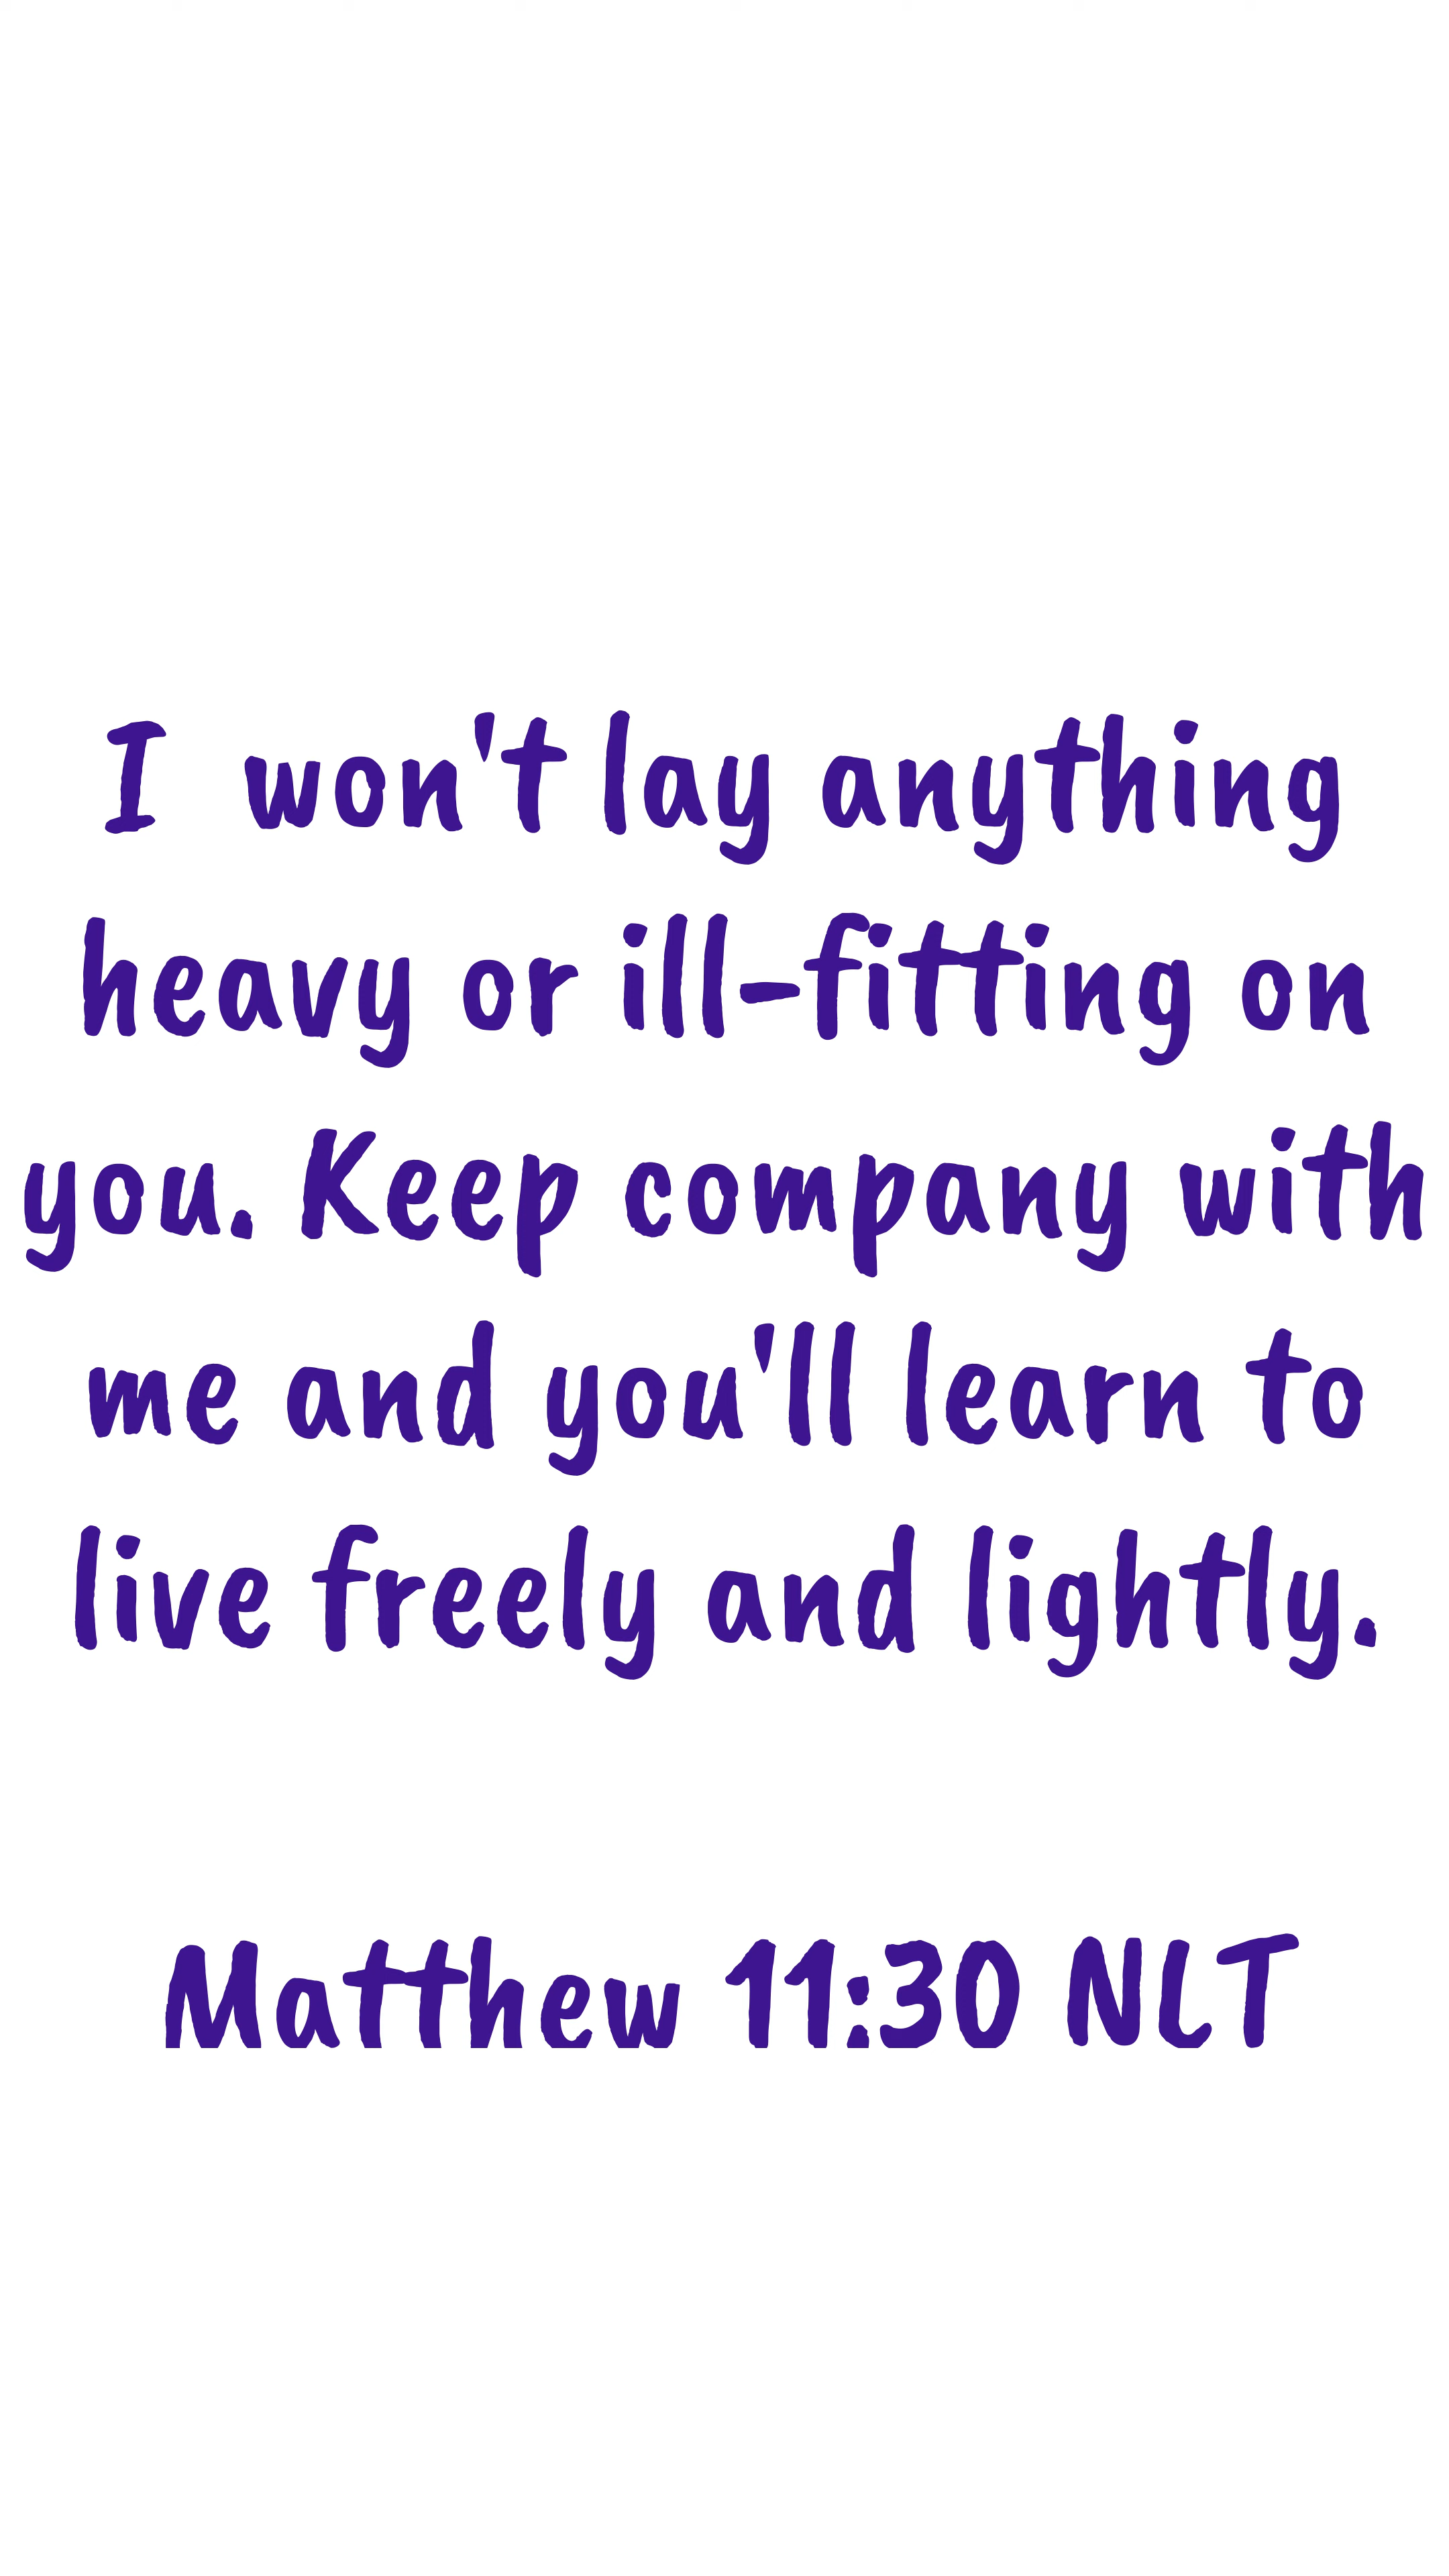 I  won't lay anything
heavy or ill-fitting on
you. Keep company with
me and you'll learn to
live freely and lightly.
Matthew 11:30 NLT